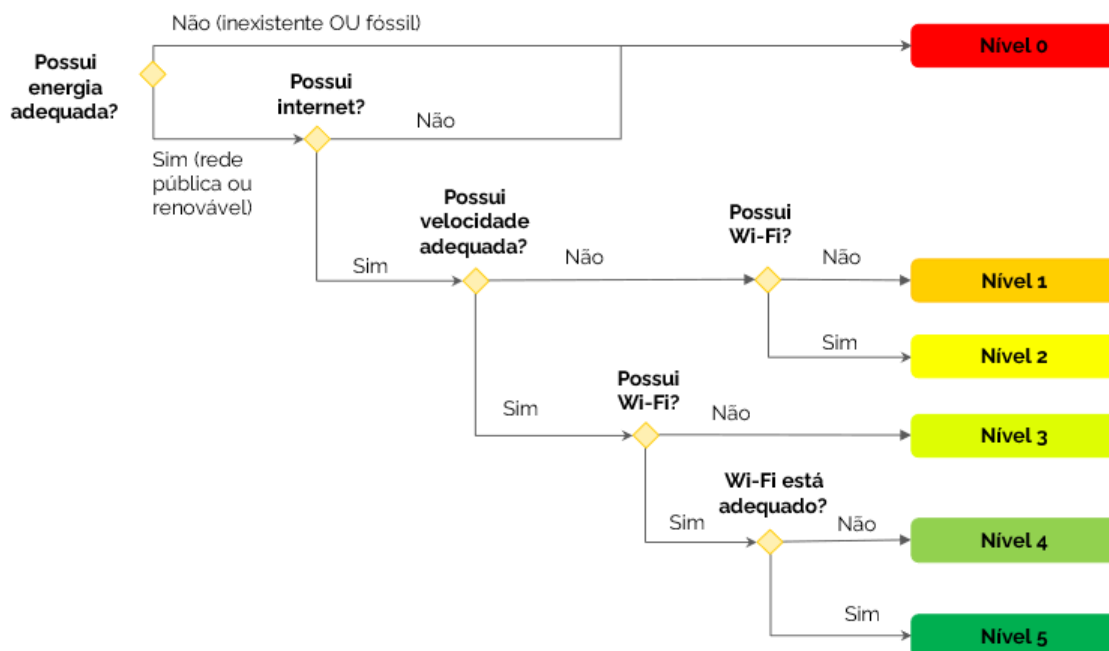 Não (inexistente OU fóssil)
Nível 0
Possui
energia
adequada?
Possui
internet?
Não
Sim (rede
pública ou
renovável)
Possui
velocidade
adequada?
Possui
Wi-Fi?
Sim
Não
Não
Nível 1
Sim
Nível 2
Possui
Wi-Fi?
Sim
Não
Nível 3
Wi-Fi está
adequado?
Sim
Não
Nível 4
Sim
Nível 5